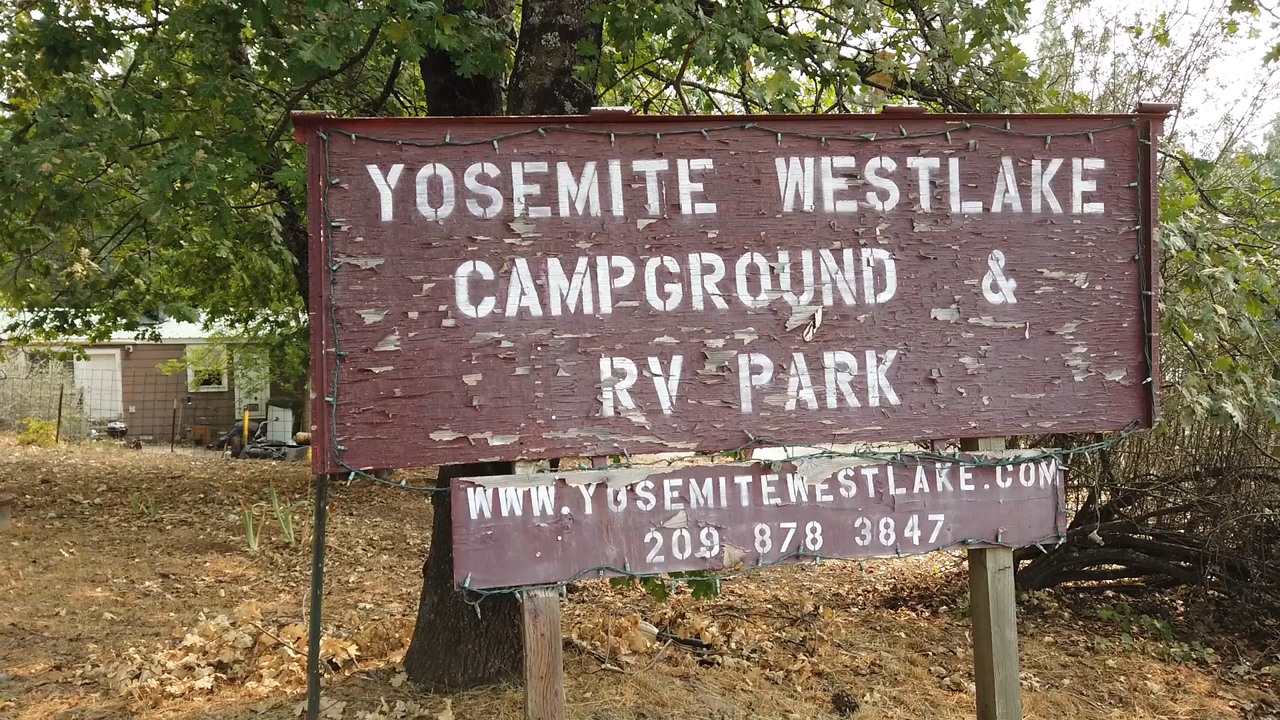 YOSEMITE WESTLAKE
CAMPGROUND &
RV PARK
WWW.YOSEMITEWESTLAKE.COM
209 878 3847